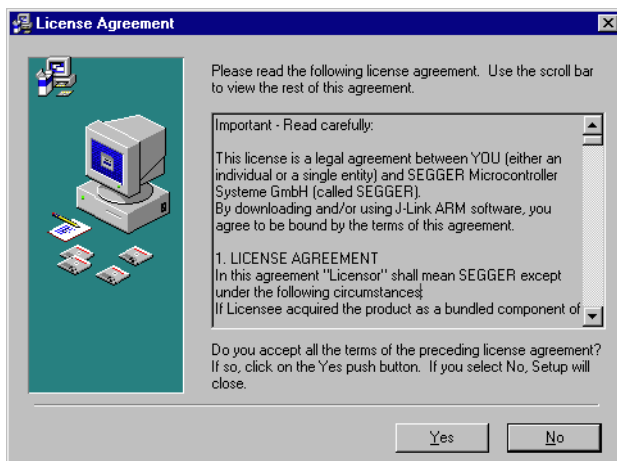 License Agreement
Please read the following license agreement. Use the scroll bar
to view the rest of this agreement.
Important - Read carefully:
This license is a legal agreement between YOU (either an
individual or a single entity) and SEGGER Microcontroller
Systeme GmbH (called SEGGER).
By downloading and/or using J-Link ARM software, you
agree to be bound by the terms of this agreement.
1. LICENSE AGREEMENT
In this agreement "Licensor" shall mean SEGGER except
under the following circumstances:
If Licensee acquired the product as a bundled component of
Do you accept all the terms of the preceding license agreement?
If so, click on the Yes push button. If you select No, Setup will
close.
Yes
No